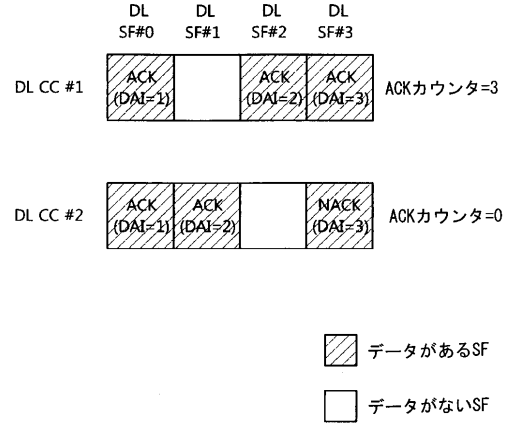 DL DL DL DL
SF#0 SF#1 SF#2 SF#3
DL CC #1
ACK ACK ACK
(DAI=1) (DAI=2) (DAI=3)
ACKカウンタ=3
DL CC #2
ACK ACK NACK
(DAI=1) (DAI=2) (DAI=3)
ACKカウンタ=0
データがあるSF
データがないSF